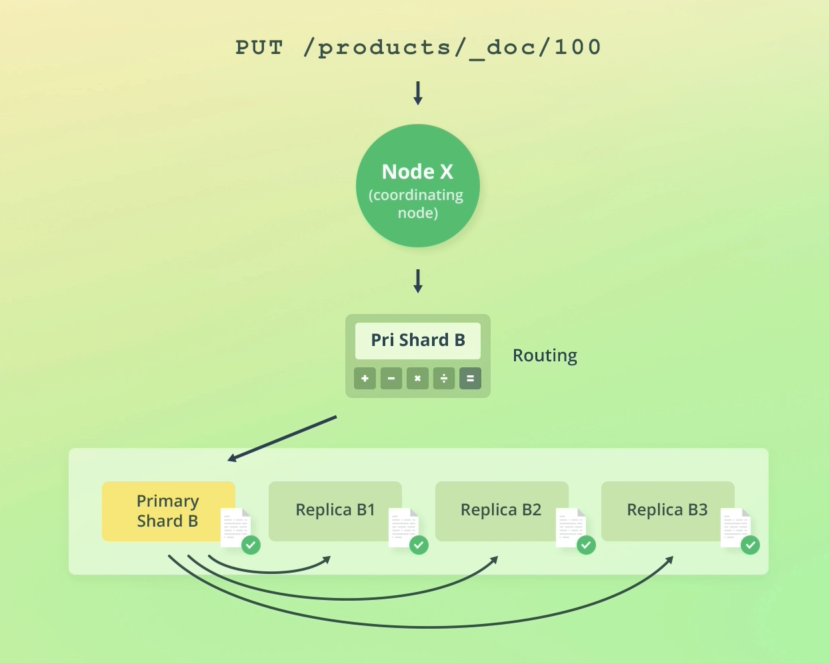 PUT /products/_doc/100
Node X
(coordinating
node)
Pri Shard B
+ − × ÷ =
Routing
Primary
Shard B
Replica B1
Replica B2
Replica B3